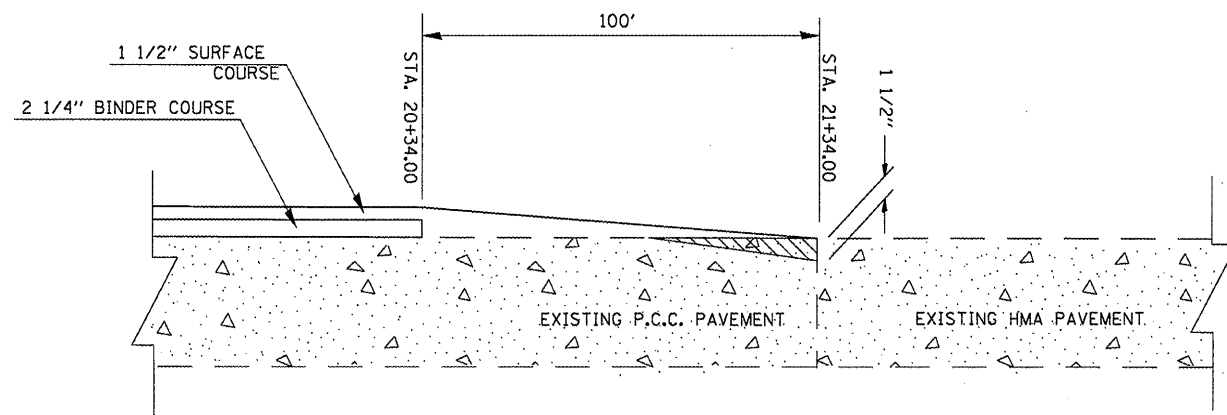 100'
1 1/2" SURFACE
COURSE
2 1/4" BINDER COURSE
STA. 20+34.00
STA. 21+34.00
1 1/2"
EXISTING P.C.C. PAVEMENT
EXISTING HMA PAVEMENT